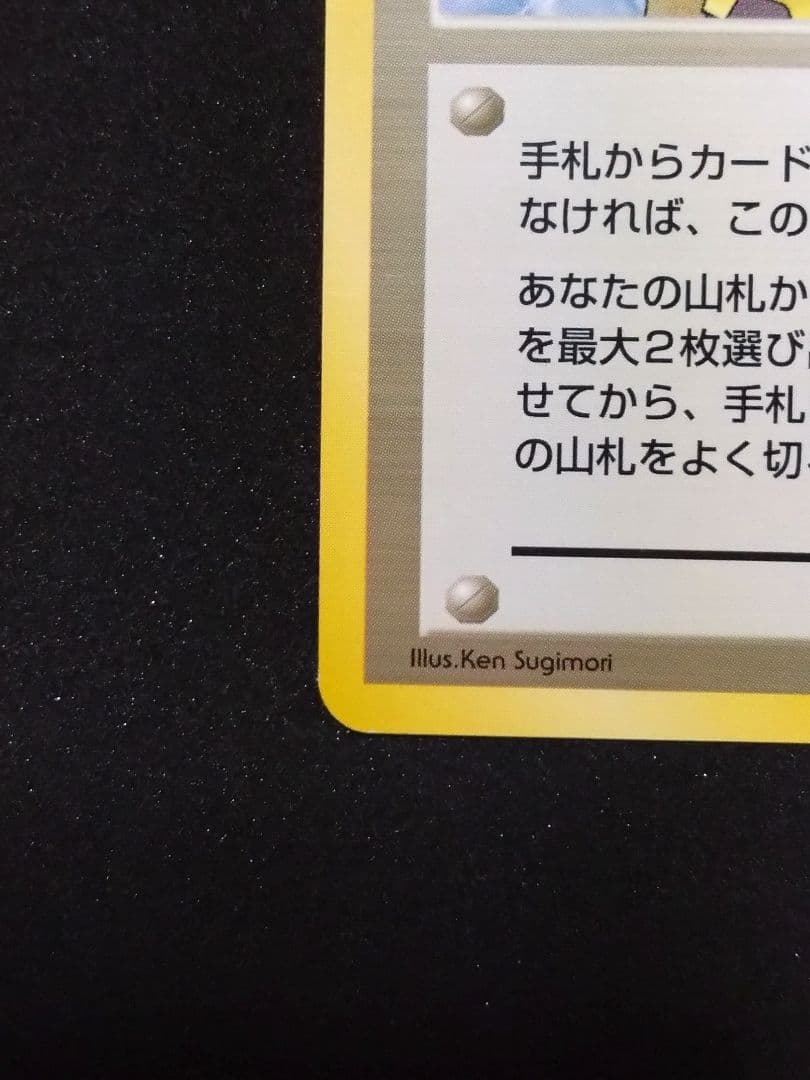 手札からカード
なければ、この
あなたの山札か
を最大2枚選び
せてから、手札
の山札をよく切
Illus.Ken Sugimori